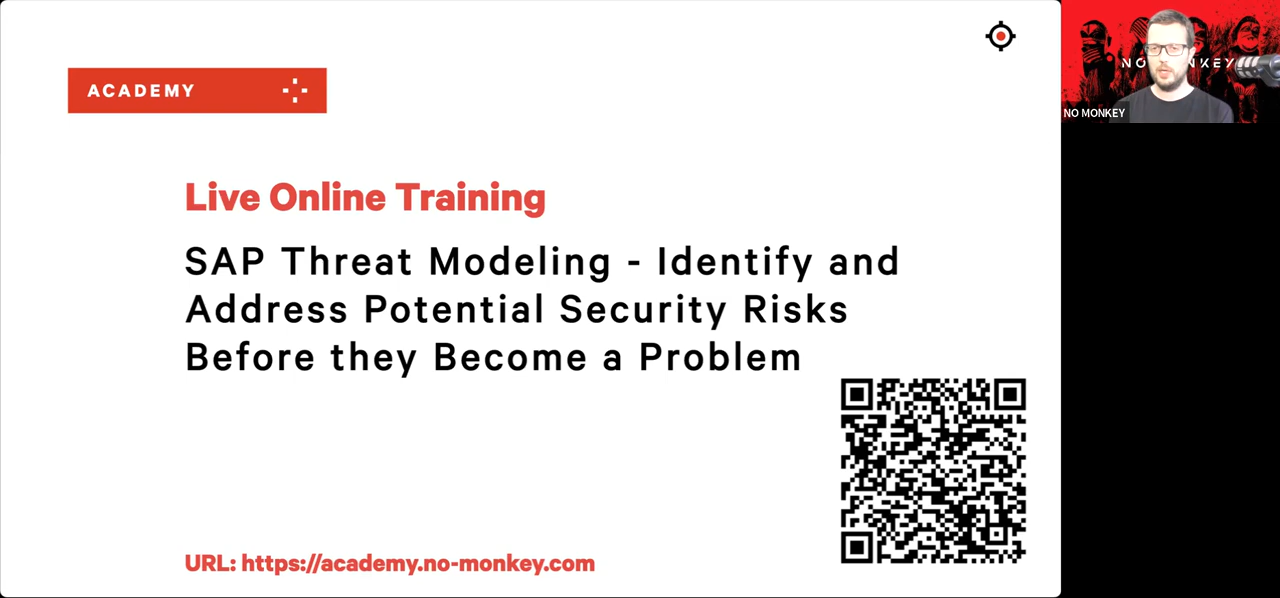 ACADEMY
Live Online Training
SAP Threat Modeling - Identify and
Address Potential Security Risks
Before they Become a Problem
URL: https://academy.no-monkey.com
NO MONKEY